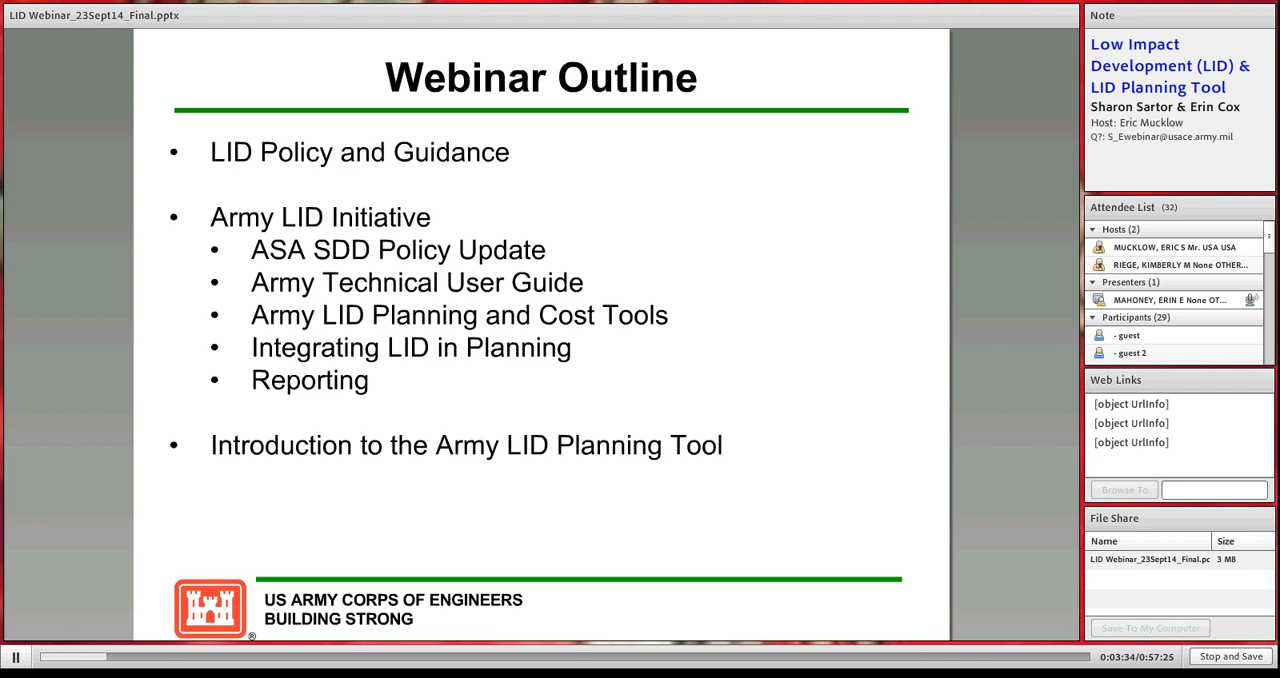 LID Webinar_23Sept14_Final.pptx
Webinar Outline
• LID Policy and Guidance
• Army LID Initiative
• ASA SDD Policy Update
• Army Technical User Guide
• Army LID Planning and Cost Tools
• Integrating LID in Planning
• Reporting
• Introduction to the Army LID Planning Tool
US ARMY CORPS OF ENGINEERS
BUILDING STRONG
®
Note
Low Impact
Development (LID) &
LID Planning Tool
Sharon Sartor & Erin Cox
Host: Eric Mucklow
Q?: S_Ewebinar@usace.army.mil
Attendee List (32)
Hosts (2)
MUCKLOW, ERIC S Mr. USA USA
RIEGE, KIMBERLY M None OTHER...
Presenters (1)
MAHONEY, ERIN E None OT...
Participants (29)
- guest
- guest 2
Web Links
[object UrlInfo]
[object UrlInfo]
[object UrlInfo]
Browse To
File Share
Name Size
LID Webinar_23Sept14_Final.pc 3 MB
Save To My Computer
0:03:34/0:57:25
Stop and Save